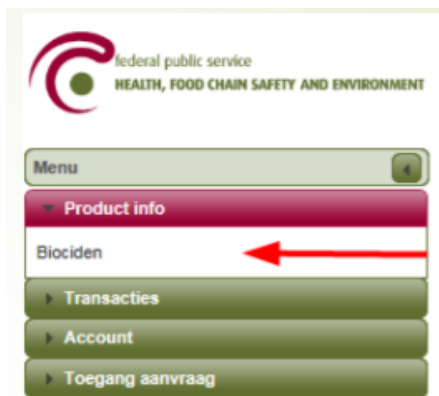 federal public service
HEALTH, FOOD CHAIN SAFETY AND ENVIRONMENT
Menu
Product info
Biociden
Transacties
Account
Toegang aanvraag